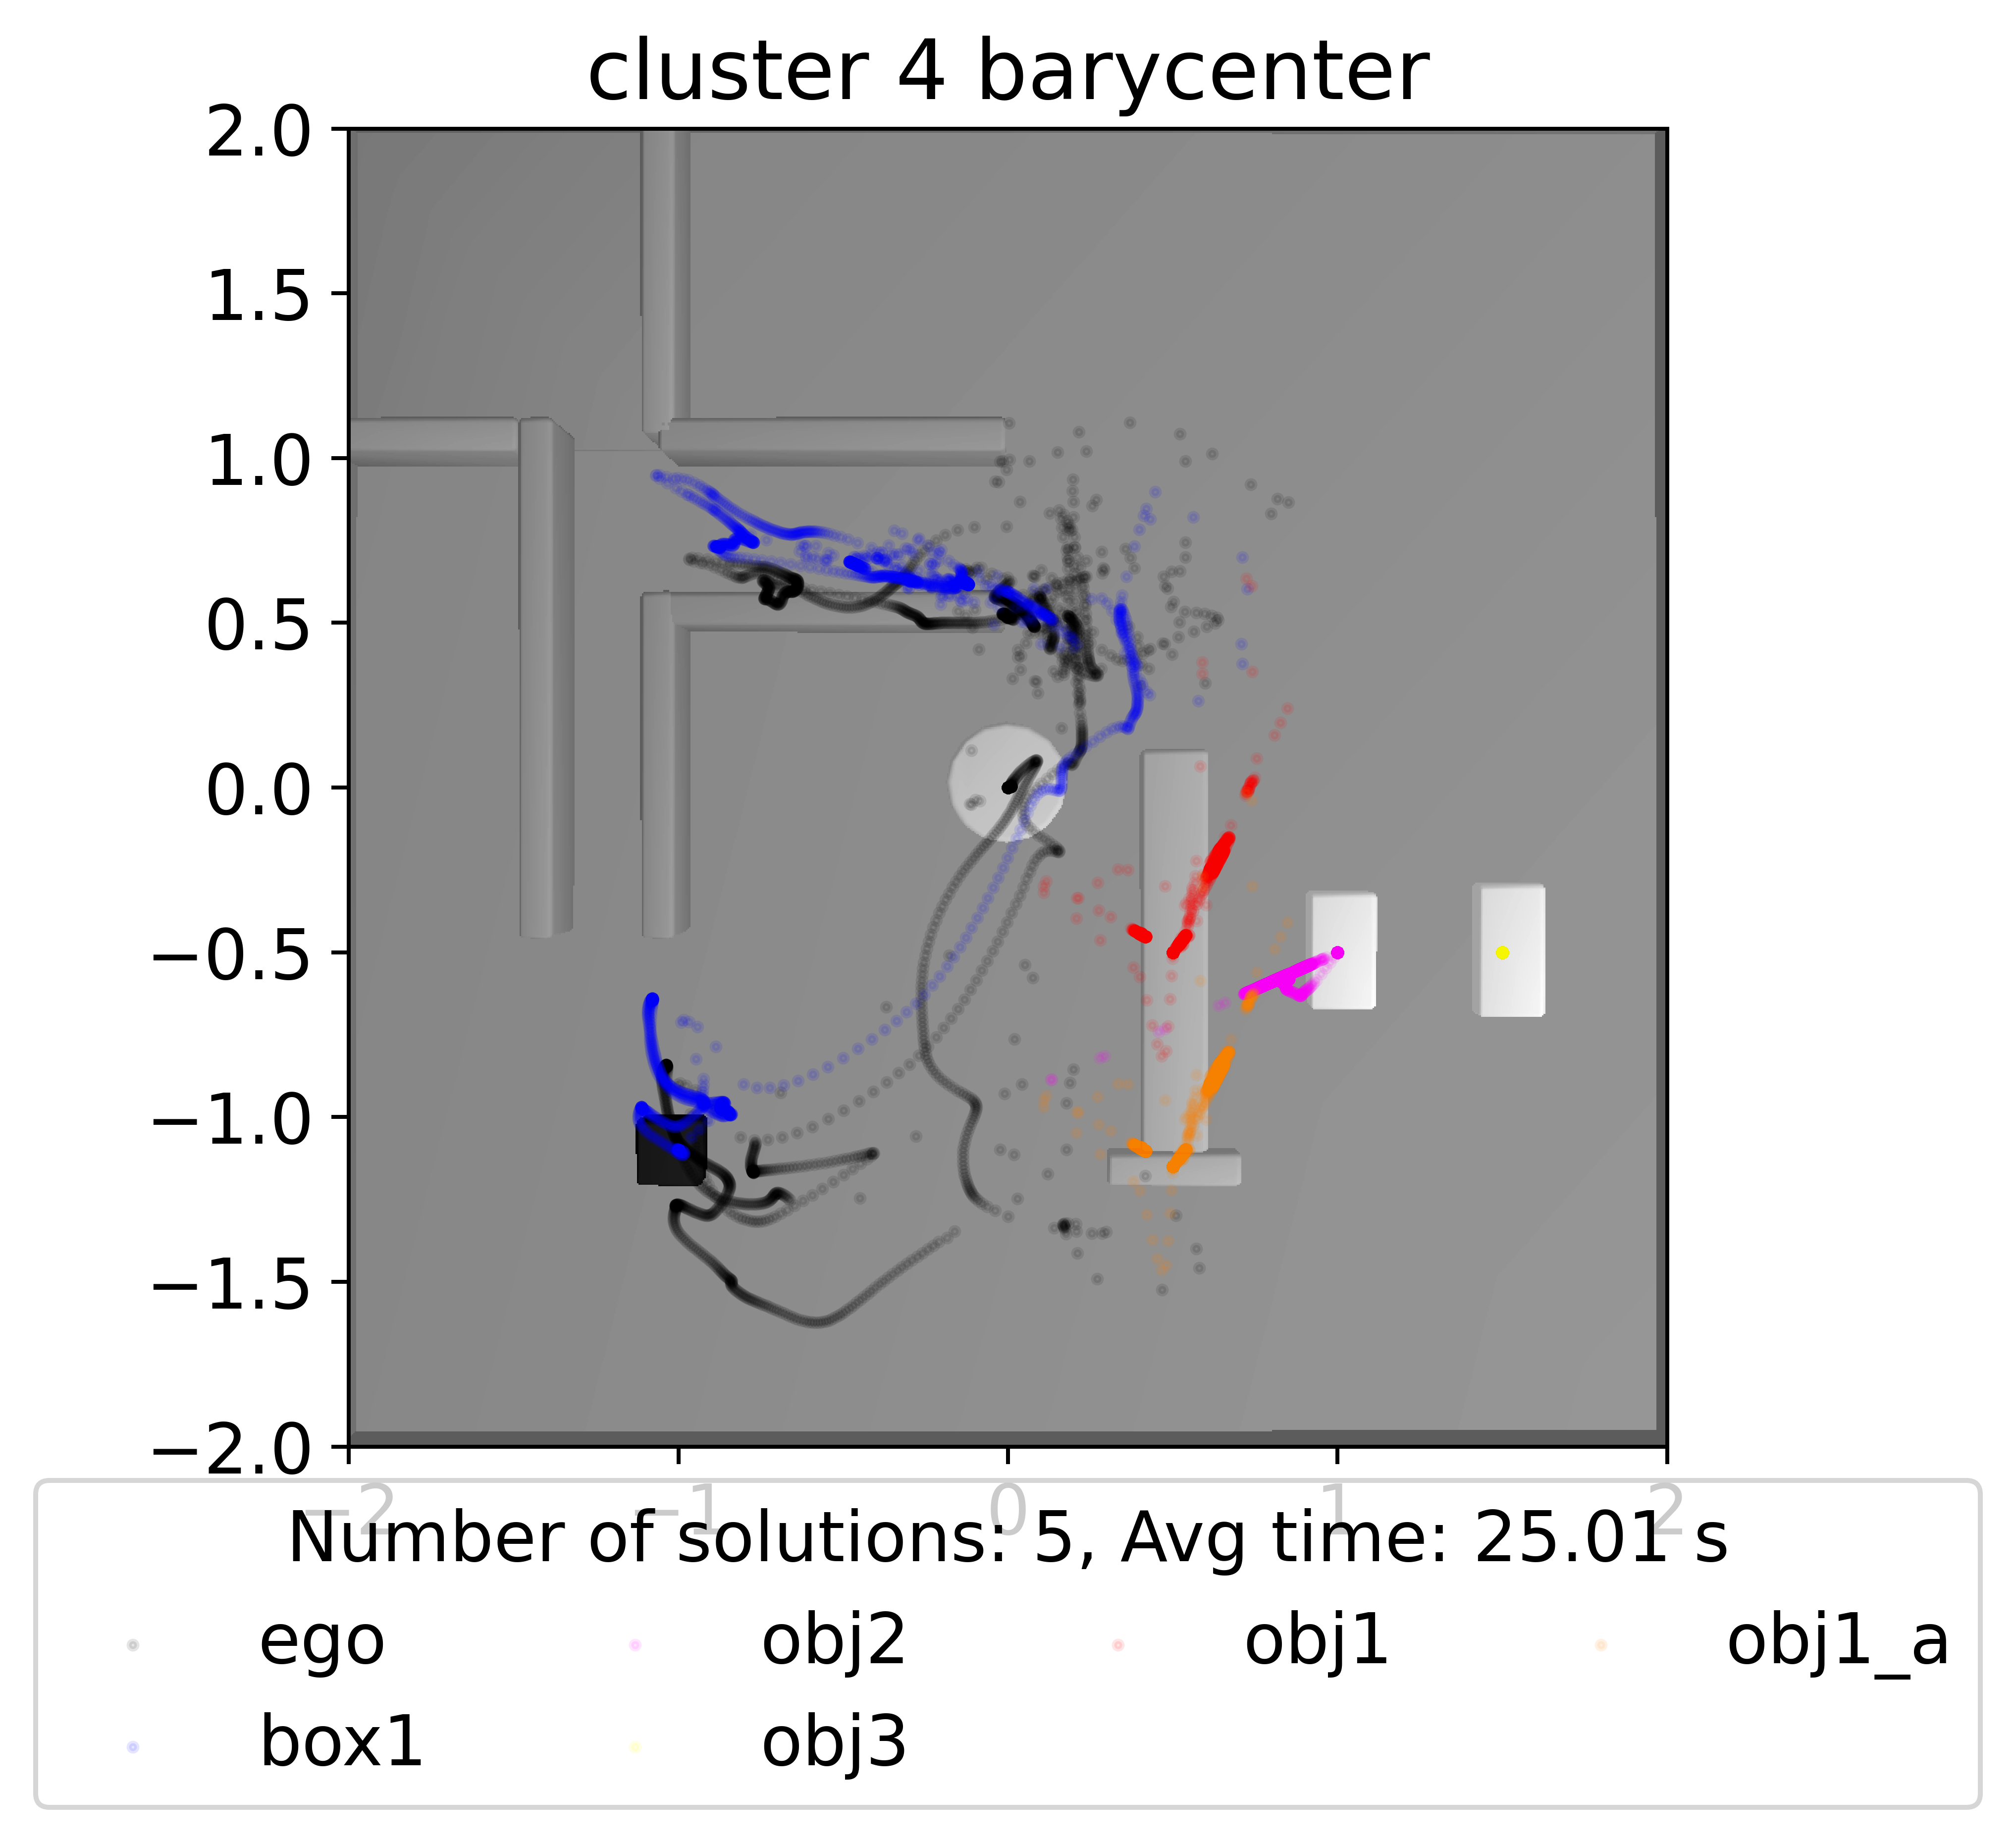 cluster 4 barycenter
2.0
1.5
1.0
0.5
0.0
−0.5
−1.0
−1.5
−2.0
−2 −1 0 1 2
Number of solutions: 5, Avg time: 25.01 s
ego obj2 obj1 obj1_a
box1 obj3